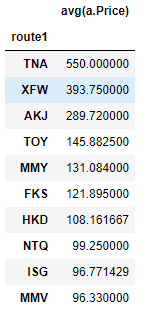 avg(a.Price)
route1
TNA 550.000000
XFW 393.750000
AKJ 289.720000
TOY 145.882500
MMY 131.084000
FKS 121.895000
HKD 108.161667
NTQ 99.250000
ISG 96.771429
MMV 96.330000